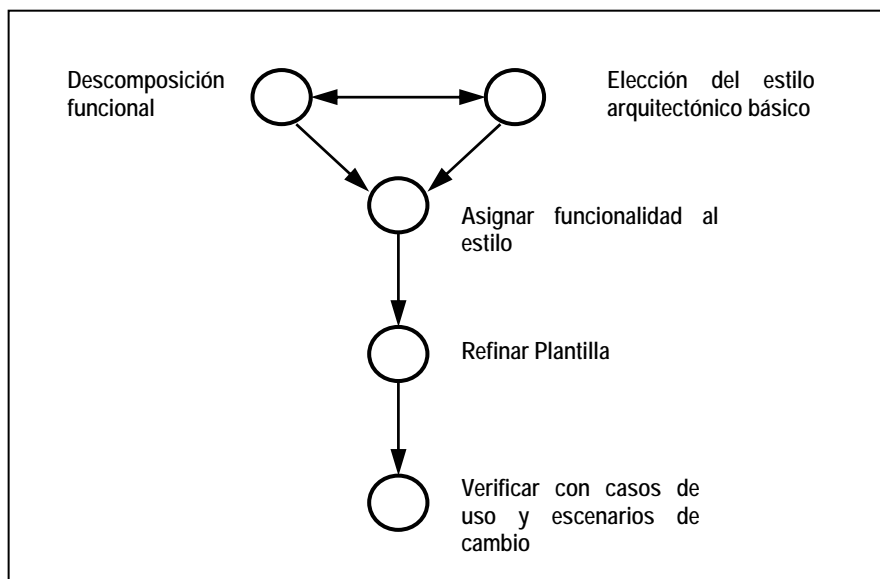 Descomposición
funcional
Elección del estilo
arquitectónico básico
Asignar funcionalidad al
estilo
Refinar Plantilla
Verificar con casos de
uso y escenarios de
cambio